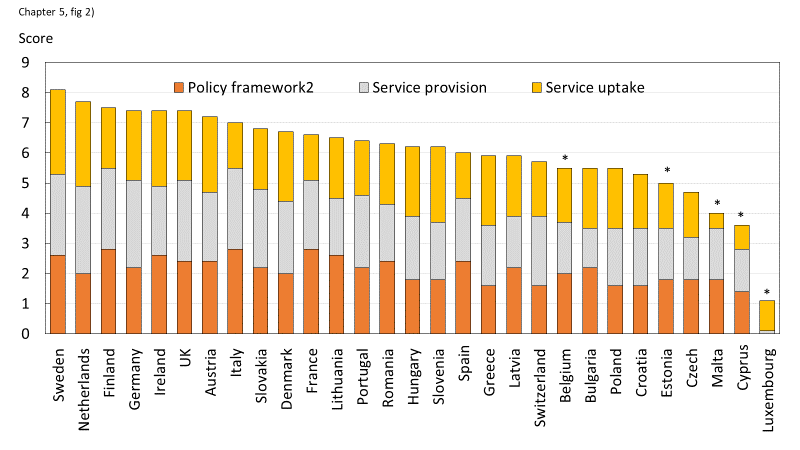 Chapter 5, fig 2)
Score
9
8
7
6
5
4
3
2
1
0
Policy framework2 Service provision Service uptake
* * * * *
Sweden
Netherlands
Finland
Germany
Ireland
UK
Austria
Italy
Slovakia
Denmark
France
Lithuania
Portugal
Romania
Hungary
Slovenia
Spain
Greece
Latvia
Switzerland
Belgium
Bulgaria
Poland
Croatia
Estonia
Czech
Malta
Cyprus
Luxembourg